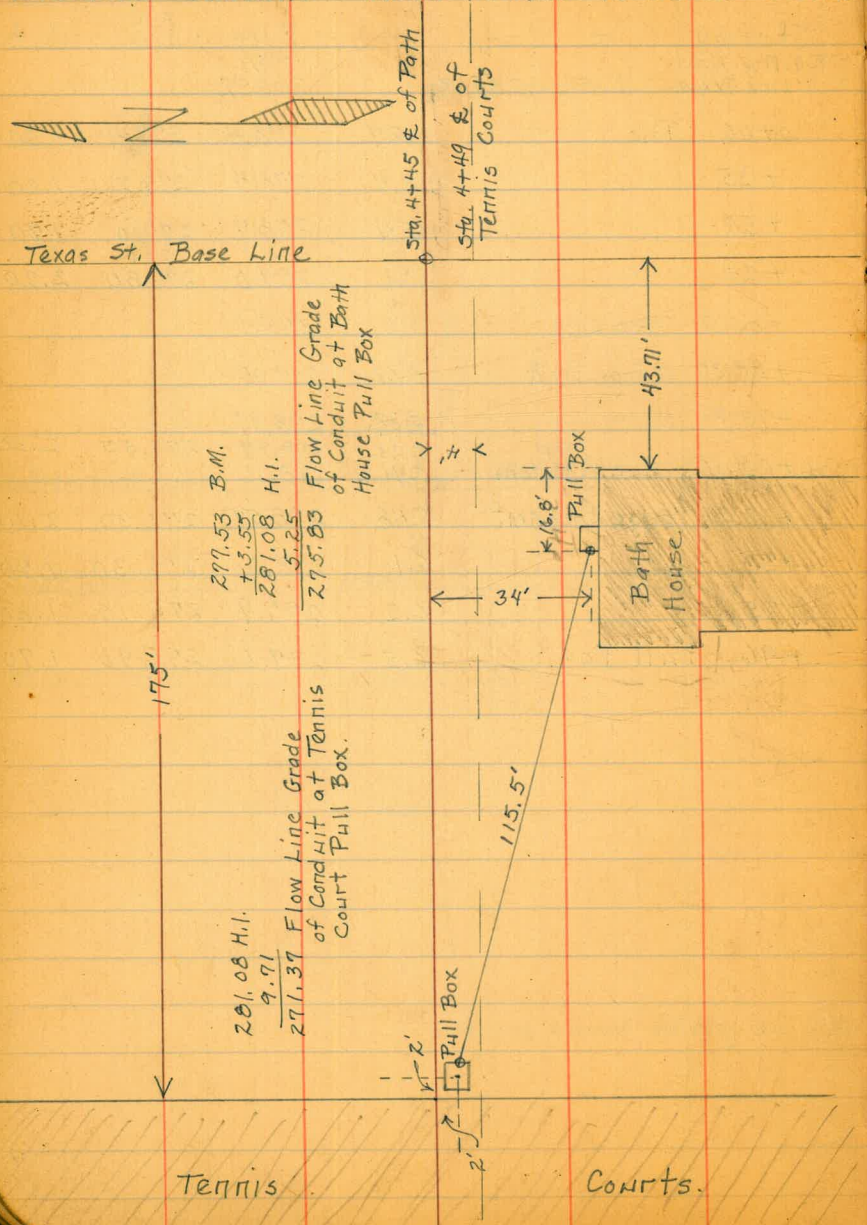 Sta. 4+45 ℄ of Path
Sta. 4+49 ℄ of
Tennis Courts
Texas St. Base Line
43.71'
4'
277.53 B.M.
+3.55
281.08 H.I.
5.25
275.83 Flow Line Grade
of Conduit at Bath
House Pull Box
16.8'
Pull Box
Bath
House
34'
175'
115.5'
281.08 H.I.
9.71
271.37 Flow Line Grade
of Conduit at Tennis
Court Pull Box.
2'
Pull Box
2'
Tennis Courts.